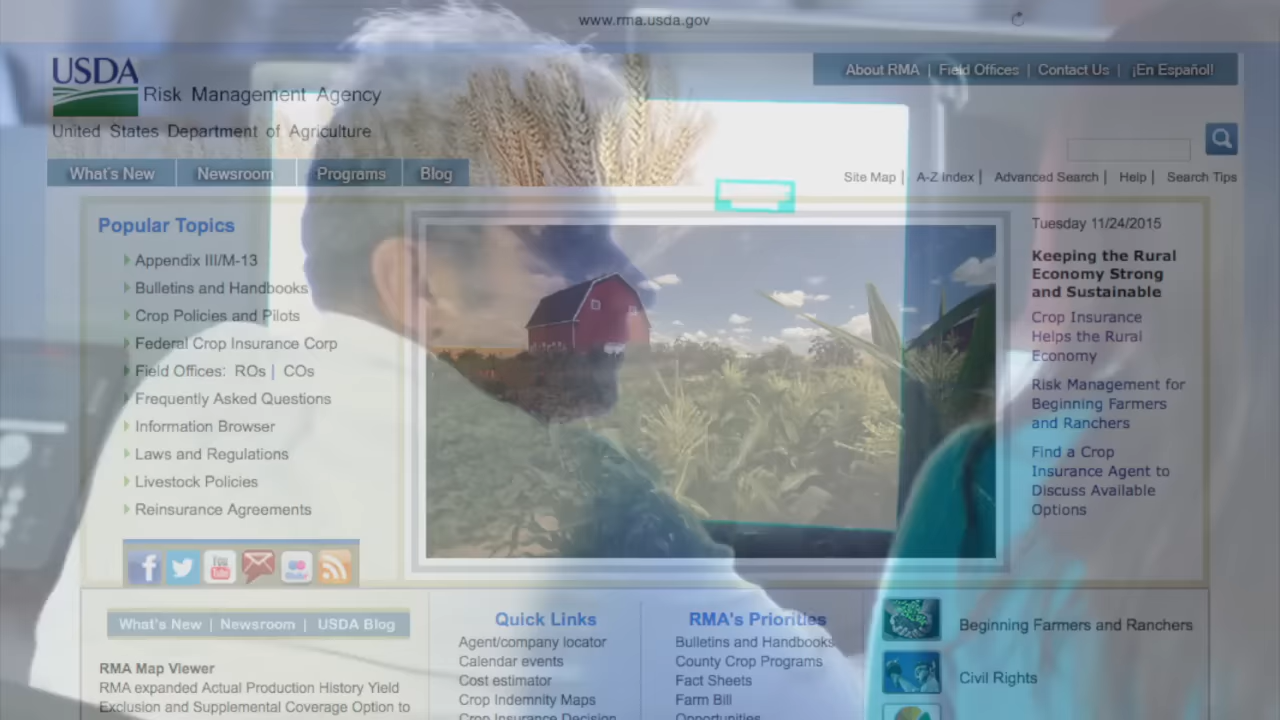 www.rma.usda.gov
USDA
Risk Management Agency
United States Department of Agriculture
About RMA | Field Offices | Contact Us | ¡En Español!
What's New
Newsroom
Programs
Blog
Site Map | A-Z Index | Advanced Search | Help | Search Tips
Popular Topics
Appendix III/M-13
Bulletins and Handbooks
Crop Policies and Pilots
Federal Crop Insurance Corp
Field Offices: ROs | COs
Frequently Asked Questions
Information Browser
Laws and Regulations
Livestock Policies
Reinsurance Agreements
Tuesday 11/24/2015
Keeping the Rural
Economy Strong
and Sustainable
Crop Insurance
Helps the Rural
Economy
Risk Management for
Beginning Farmers
and Ranchers
Find a Crop
Insurance Agent to
Discuss Available
Options
You
Tube
What's New | Newsroom | USDA Blog
RMA Map Viewer
RMA expanded Actual Production History Yield
Exclusion and Supplemental Coverage Option to
Quick Links
Agent/company locator
Calendar events
Cost estimator
Crop Indemnity Maps
Crop Insurance Decision
RMA's Priorities
Bulletins and Handbooks
County Crop Programs
Fact Sheets
Farm Bill
Opportunities
Beginning Farmers and Ranchers
Civil Rights